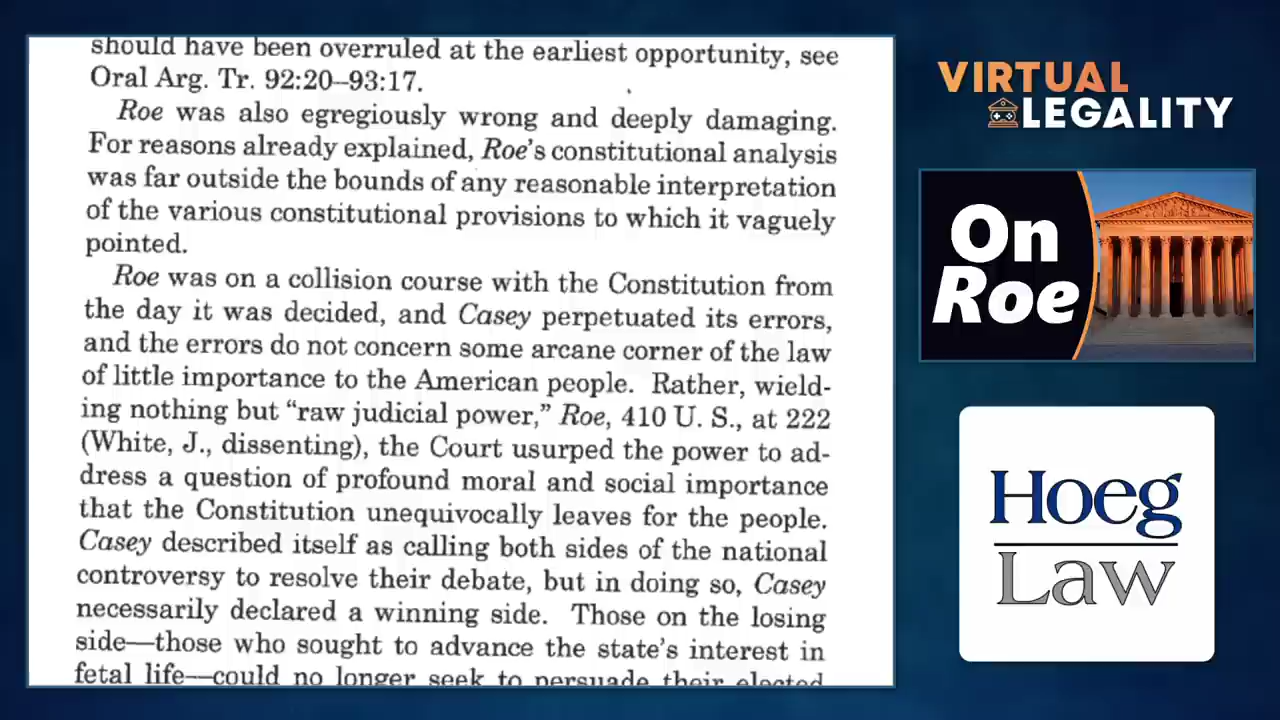 should have been overruled at the earliest opportunity, see
Oral Arg. Tr. 92:20–93:17.
Roe was also egregiously wrong and deeply damaging.
For reasons already explained, Roe's constitutional analysis
was far outside the bounds of any reasonable interpretation
of the various constitutional provisions to which it vaguely
pointed.
Roe was on a collision course with the Constitution from
the day it was decided, and Casey perpetuated its errors,
and the errors do not concern some arcane corner of the law
of little importance to the American people. Rather, wield-
ing nothing but “raw judicial power,” Roe, 410 U. S., at 222
(White, J., dissenting), the Court usurped the power to ad-
dress a question of profound moral and social importance
that the Constitution unequivocally leaves for the people.
Casey described itself as calling both sides of the national
controversy to resolve their debate, but in doing so, Casey
necessarily declared a winning side. Those on the losing
side—those who sought to advance the state's interest in
fetal life—could no longer seek to persuade their elected
VIRTUAL
LEGALITY
On
Roe
Hoeg
Law